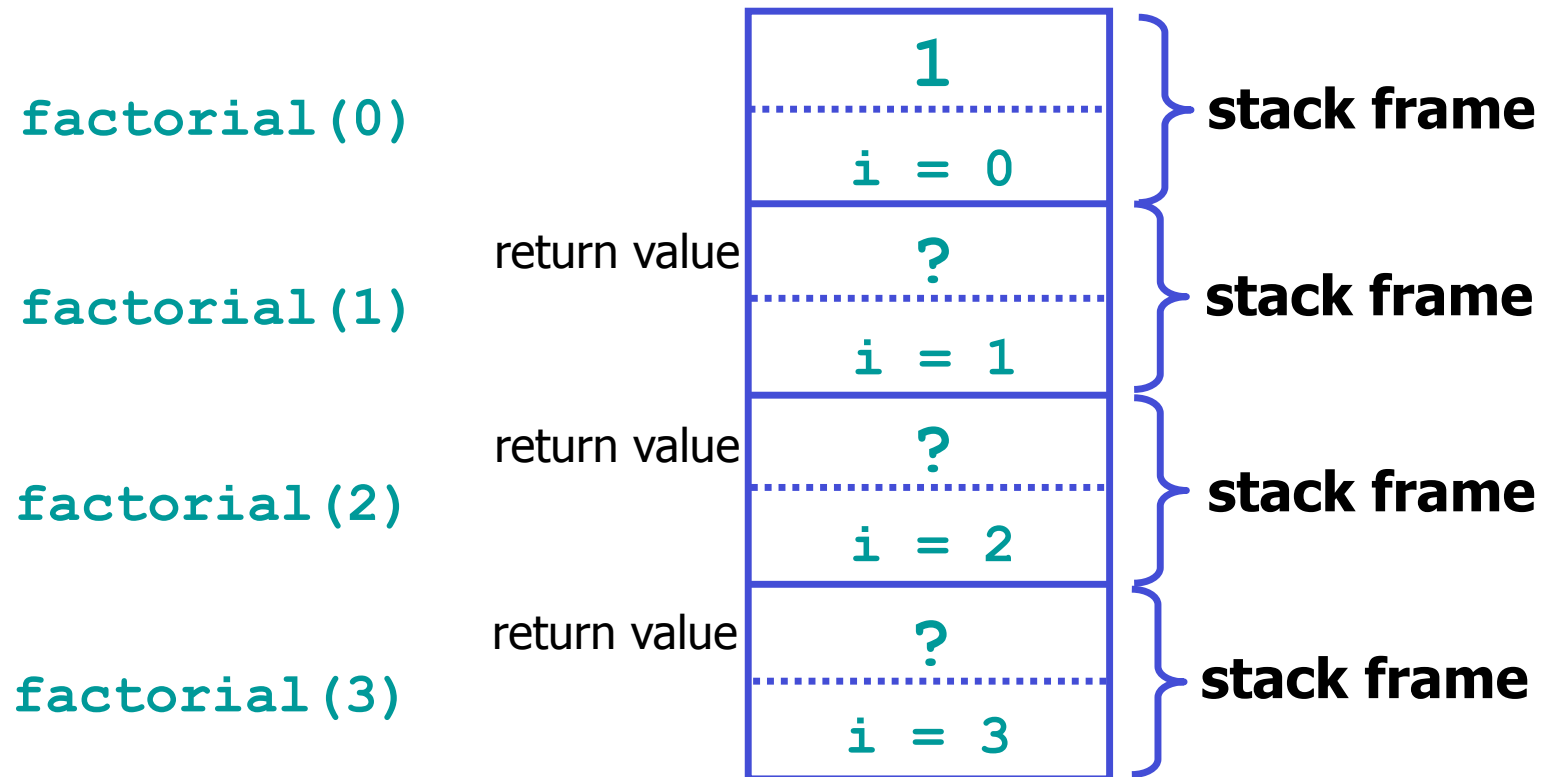 1
factorial(0)
stack frame
i = 0
return value
?
factorial(1)
stack frame
i = 1
return value
?
factorial(2)
stack frame
i = 2
return value
?
factorial(3)
stack frame
i = 3